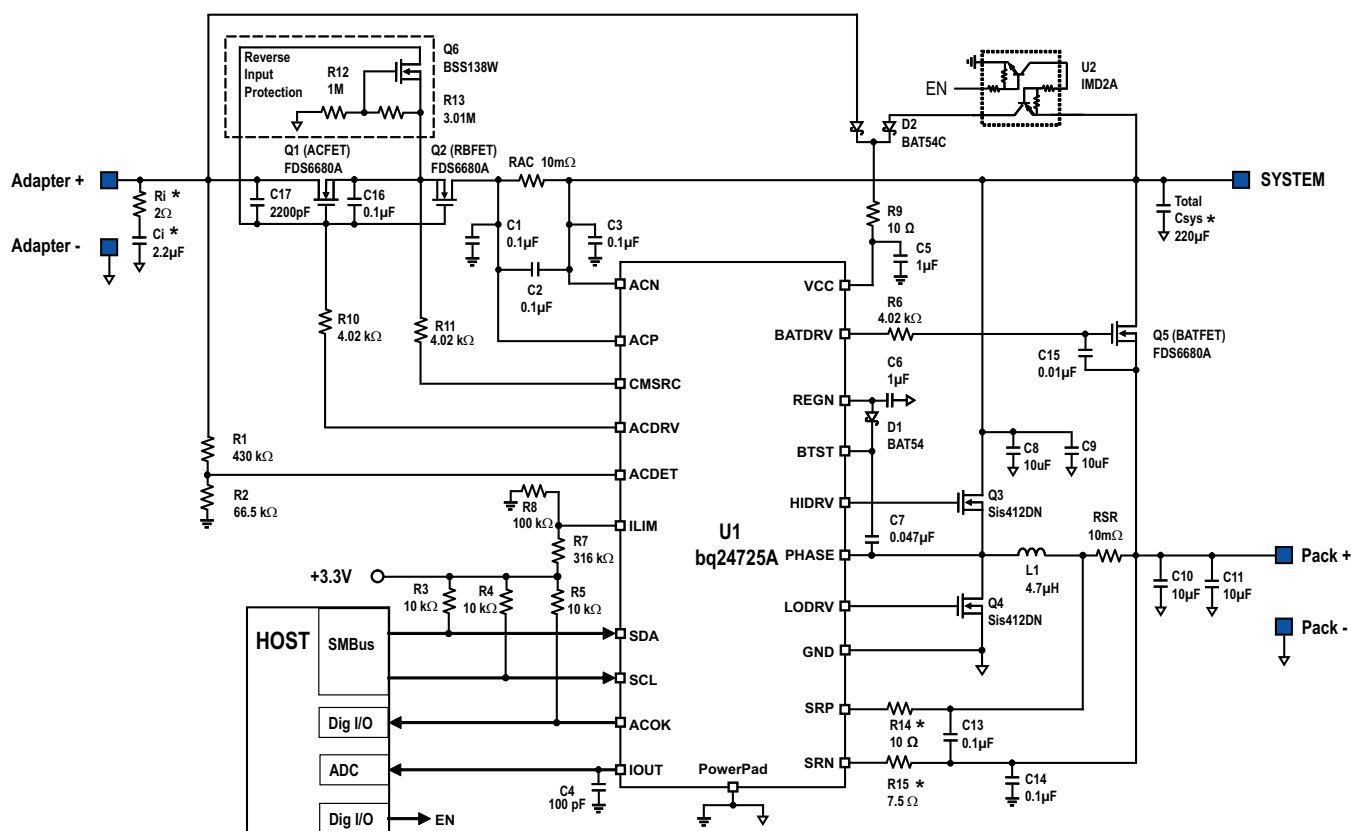 Reverse
Input
Protection
R12
1M
Q6
BSS138W
R13
3.01M
U2
IMD2A
EN
D2
BAT54C
Q1 (ACFET)
FDS6680A
Q2 (RBFET)
FDS6680A
RAC 10mΩ
Adapter +
SYSTEM
Ri *
2Ω
Ci *
2.2µF
Adapter -
C17
2200pF
C16
0.1µF
C1
0.1µF
C3
0.1µF
C2
0.1µF
R9
10 Ω
C5
1µF
Total
Csys *
220µF
R10
4.02 kΩ
R11
4.02 kΩ
ACN
ACP
CMSRC
ACDRV
ACDET
ILIM
SDA
SCL
ACOK
IOUT
VCC
BATDRV
REGN
BTST
HIDRV
PHASE
LODRV
GND
SRP
SRN
U1
bq24725A
PowerPad
R6
4.02 kΩ
C15
0.01µF
Q5 (BATFET)
FDS6680A
C6
1µF
D1
BAT54
C8
10uF
C9
10uF
Q3
Sis412DN
C7
0.047µF
RSR
10mΩ
L1
4.7µH
Pack +
C10
10µF
C11
10µF
Q4
Sis412DN
Pack -
R14 *
10 Ω
C13
0.1µF
R15 *
7.5 Ω
C14
0.1µF
R1
430 kΩ
R2
66.5 kΩ
R8
100 kΩ
R7
316 kΩ
+3.3V
R3
10 kΩ
R4
10 kΩ
R5
10 kΩ
HOST
SMBus
Dig I/O
ADC
C4
100 pF
Dig I/O
EN